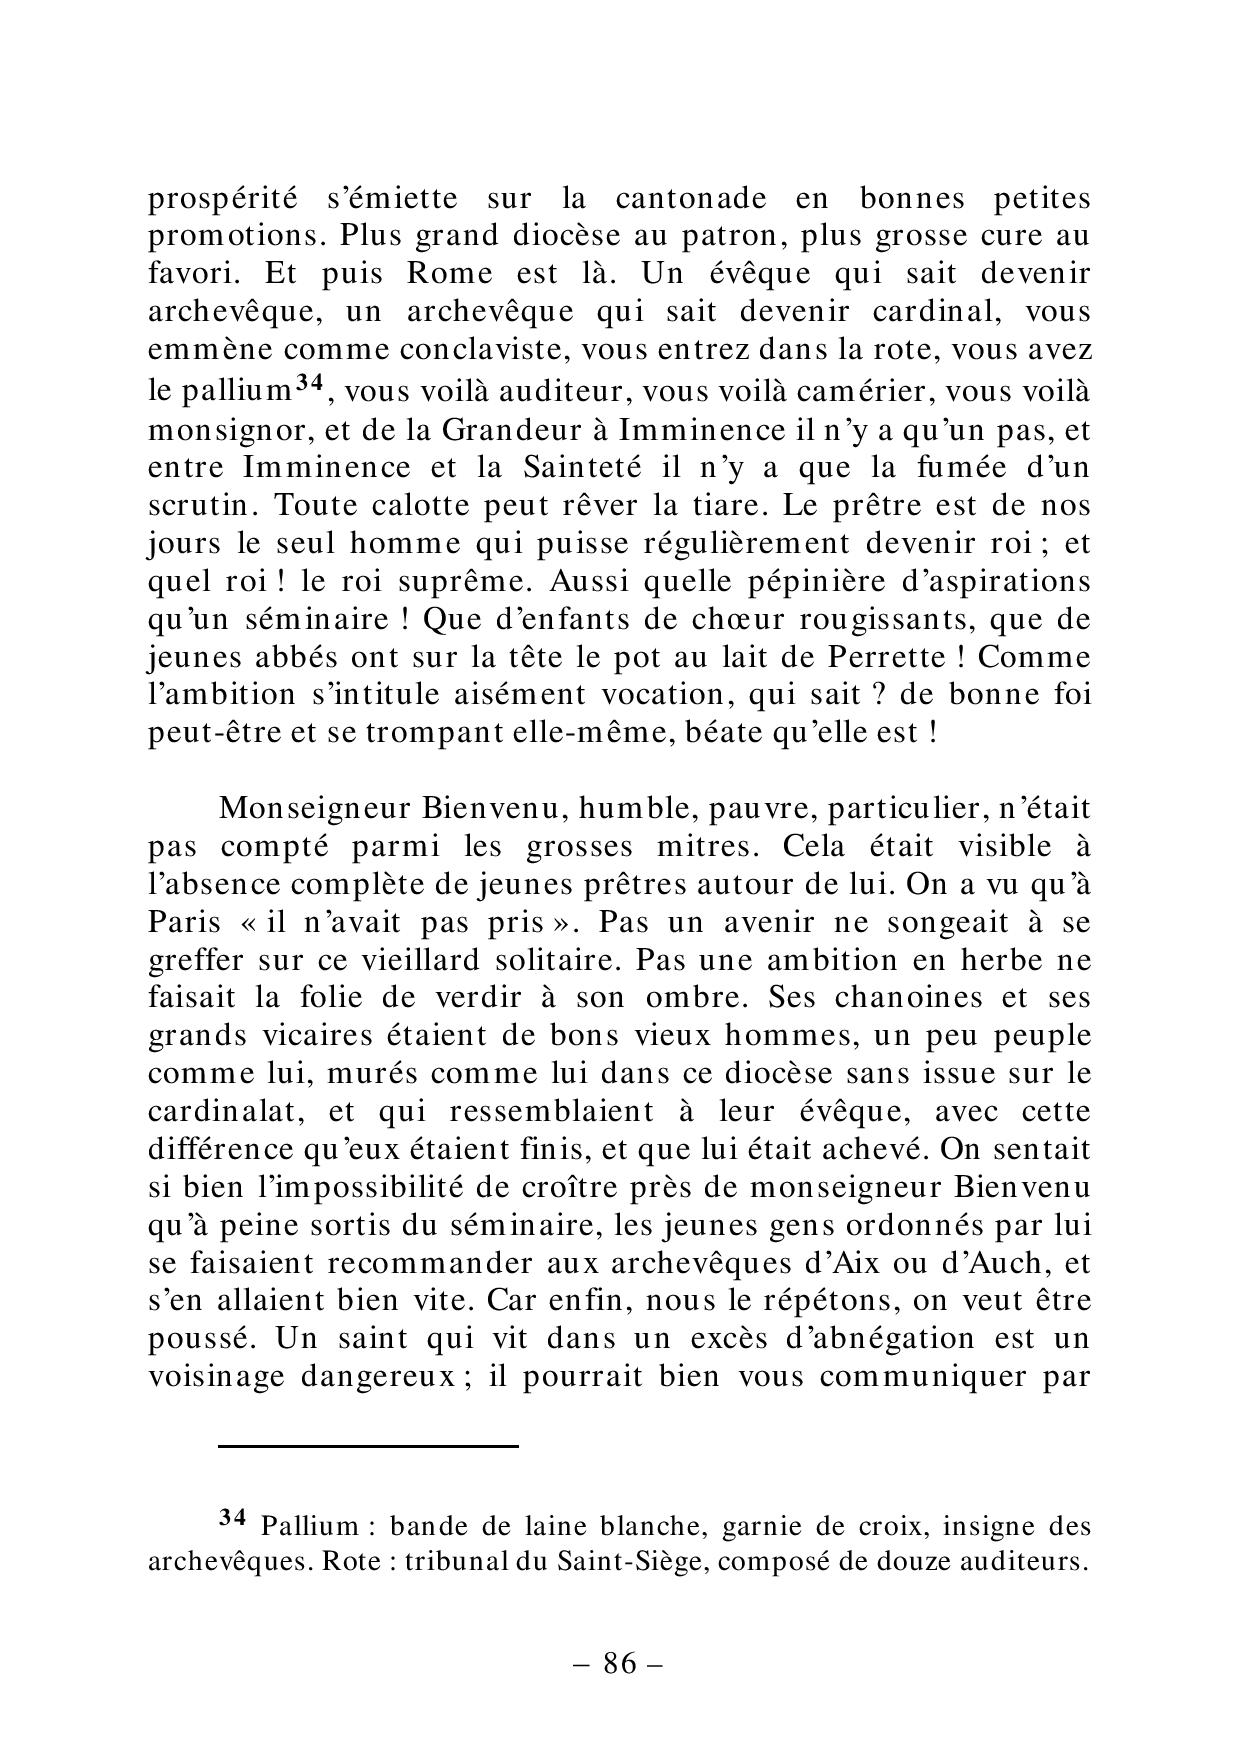 prospérité s’émiette sur la cantonade en bonnes petites
promotions. Plus grand diocèse au patron, plus grosse cure au
favori. Et puis Rome est là. Un évêque qui sait devenir
archevêque, un archevêque qui sait devenir cardinal, vous
emmène comme conclaviste, vous entrez dans la rote, vous avez
le pallium34, vous voilà auditeur, vous voilà camérier, vous voilà
monsignor, et de la Grandeur à Imminence il n’y a qu’un pas, et
entre Imminence et la Sainteté il n’y a que la fumée d’un
scrutin. Toute calotte peut rêver la tiare. Le prêtre est de nos
jours le seul homme qui puisse régulièrement devenir roi ; et
quel roi ! le roi suprême. Aussi quelle pépinière d’aspirations
qu’un séminaire ! Que d’enfants de chœur rougissants, que de
jeunes abbés ont sur la tête le pot au lait de Perrette ! Comme
l’ambition s’intitule aisément vocation, qui sait ? de bonne foi
peut-être et se trompant elle-même, béate qu’elle est !
Monseigneur Bienvenu, humble, pauvre, particulier, n’était
pas compté parmi les grosses mitres. Cela était visible à
l’absence complète de jeunes prêtres autour de lui. On a vu qu’à
Paris « il n’avait pas pris ». Pas un avenir ne songeait à se
greffer sur ce vieillard solitaire. Pas une ambition en herbe ne
faisait la folie de verdir à son ombre. Ses chanoines et ses
grands vicaires étaient de bons vieux hommes, un peu peuple
comme lui, murés comme lui dans ce diocèse sans issue sur le
cardinalat, et qui ressemblaient à leur évêque, avec cette
différence qu’eux étaient finis, et que lui était achevé. On sentait
si bien l’impossibilité de croître près de monseigneur Bienvenu
qu’à peine sortis du séminaire, les jeunes gens ordonnés par lui
se faisaient recommander aux archevêques d’Aix ou d’Auch, et
s’en allaient bien vite. Car enfin, nous le répétons, on veut être
poussé. Un saint qui vit dans un excès d’abnégation est un
voisinage dangereux ; il pourrait bien vous communiquer par
34 Pallium : bande de laine blanche, garnie de croix, insigne des
archevêques. Rote : tribunal du Saint-Siège, composé de douze auditeurs.
– 86 –